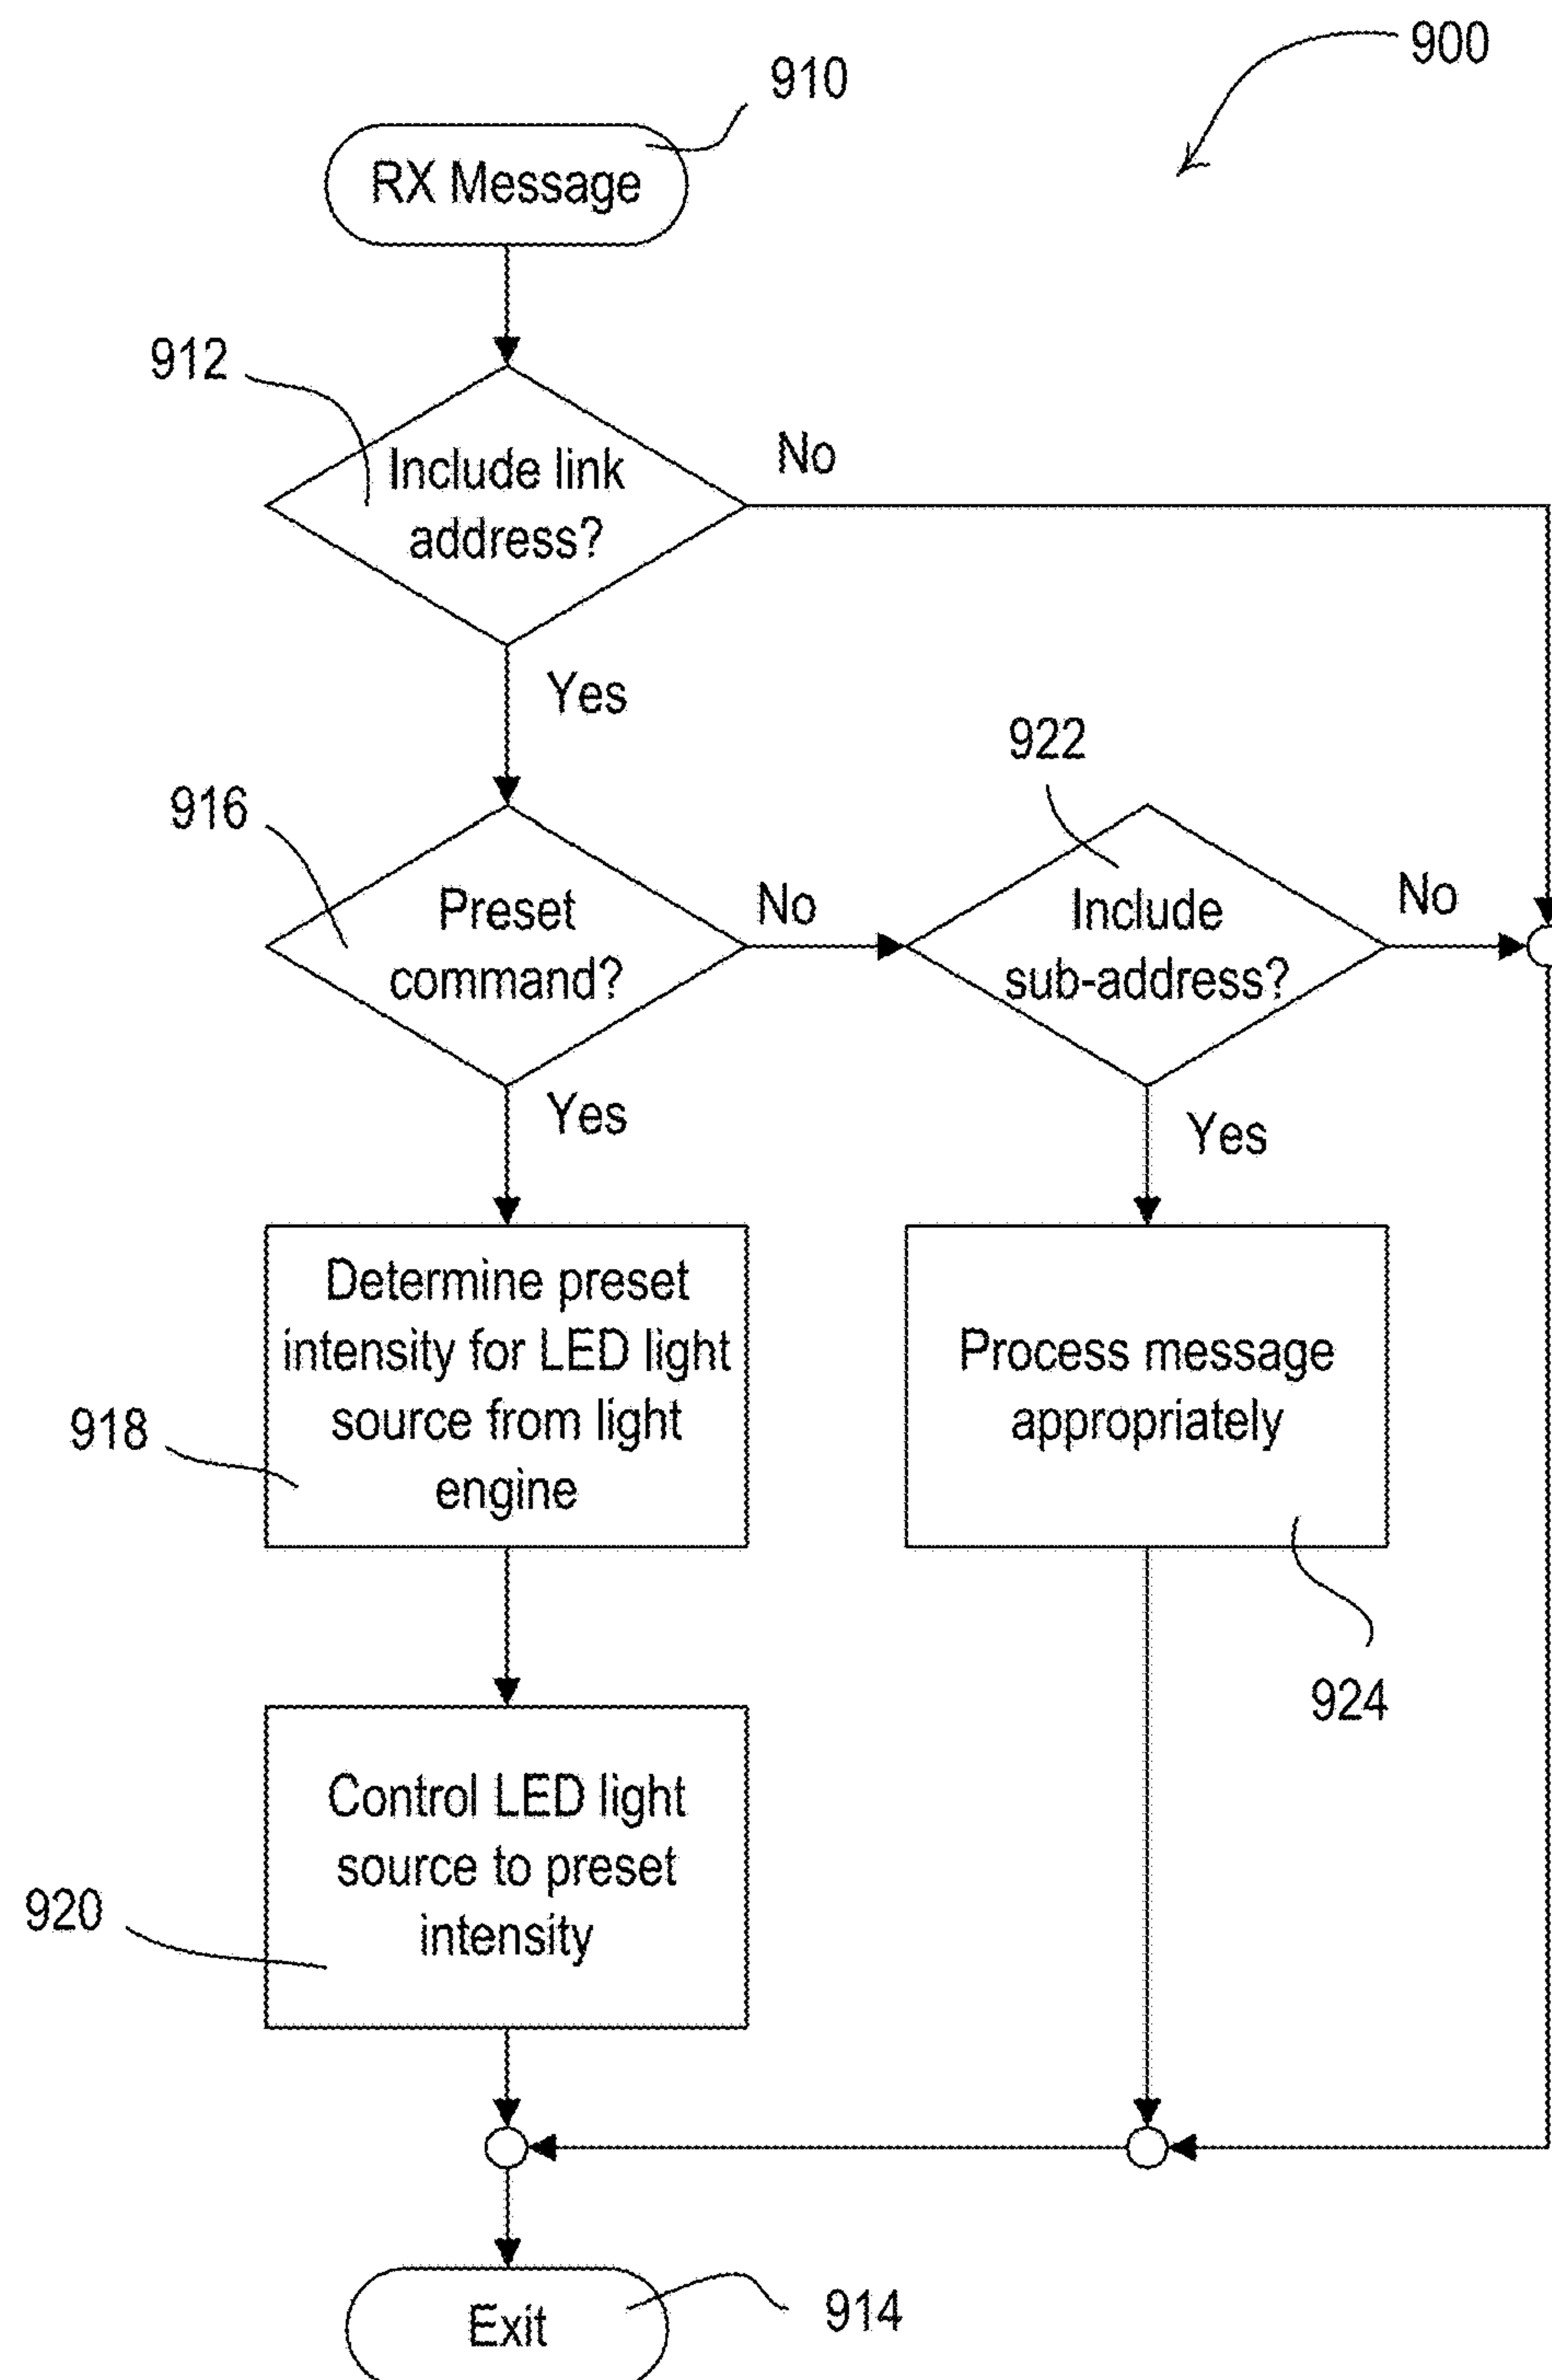 900
910
RX Message
912
Include link
address?
No
Yes
916
Preset
command?
No
922
Include
sub-address?
No
Yes
Yes
Determine preset
intensity for LED light
source from light
engine
918
Process message
appropriately
924
Control LED light
source to preset
intensity
920
Exit
914